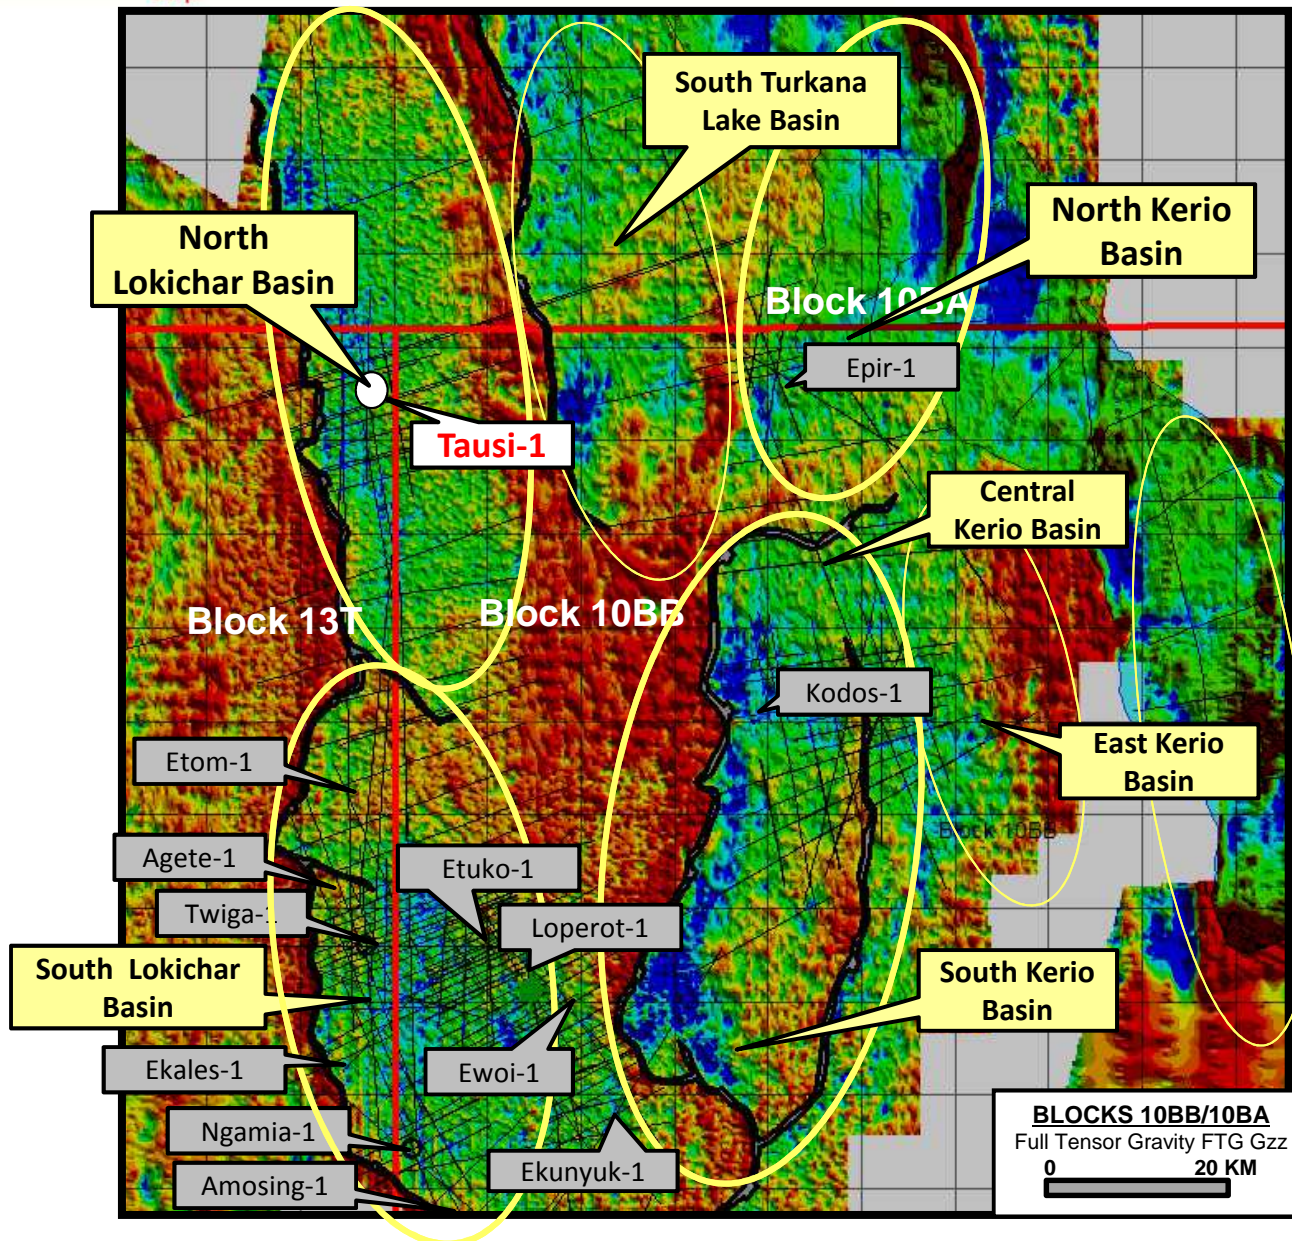 South Turkana
Lake Basin
North
Lokichar Basin
North Kerio
Basin
Block 10BA
Epir-1
Tausi-1
Central
Kerio Basin
Block 13T
Block 10BB
Kodos-1
East Kerio
Basin
Etom-1
Block 10BB
Agete-1
Etuko-1
Twiga-1
Loperot-1
South Lokichar
Basin
South Kerio
Basin
Ekales-1
Ewoi-1
Ngamia-1
Ekunyuk-1
Amosing-1
BLOCKS 10BB/10BA
Full Tensor Gravity FTG Gzz
0 20 KM